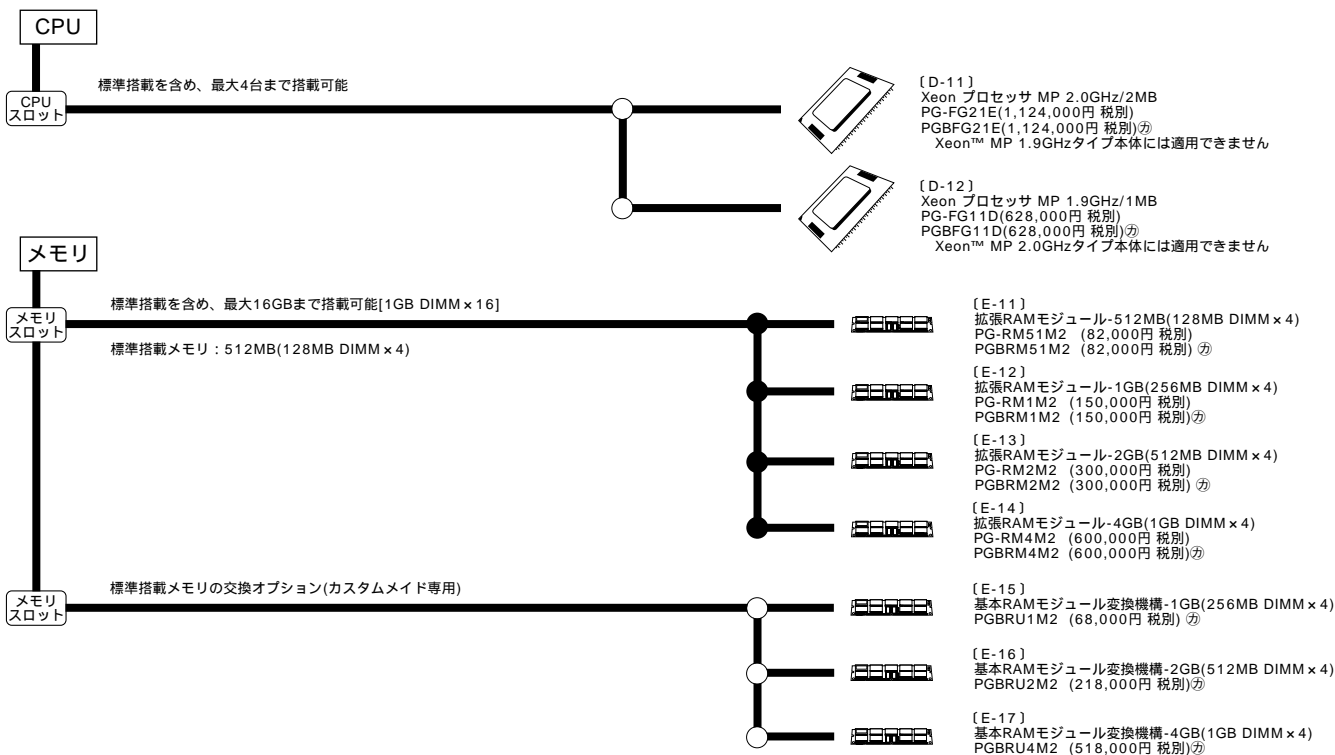 CPU
CPU
スロット
標準搭載を含め、最大4台まで搭載可能
〔D-11〕
Xeon プロセッサ MP 2.0GHz/2MB
PG-FG21E(1,124,000円 税別)
PGBFG21E(1,124,000円 税別)㋕
Xeon™ MP 1.9GHzタイプ本体には適用できません
〔D-12〕
Xeon プロセッサ MP 1.9GHz/1MB
PG-FG11D(628,000円 税別)
PGBFG11D(628,000円 税別)㋕
Xeon™ MP 2.0GHzタイプ本体には適用できません
メモリ
メモリ
スロット
標準搭載を含め、最大16GBまで搭載可能[1GB DIMM×16]
標準搭載メモリ：512MB(128MB DIMM×4)
〔E-11〕
拡張RAMモジュール-512MB(128MB DIMM×4)
PG-RM51M2 (82,000円 税別)
PGBRM51M2 (82,000円 税別) ㋕
〔E-12〕
拡張RAMモジュール-1GB(256MB DIMM×4)
PG-RM1M2 (150,000円 税別)
PGBRM1M2 (150,000円 税別)㋕
〔E-13〕
拡張RAMモジュール-2GB(512MB DIMM×4)
PG-RM2M2 (300,000円 税別)
PGBRM2M2 (300,000円 税別) ㋕
〔E-14〕
拡張RAMモジュール-4GB(1GB DIMM×4)
PG-RM4M2 (600,000円 税別)
PGBRM4M2 (600,000円 税別)㋕
メモリ
スロット
標準搭載メモリの交換オプション(カスタムメイド専用)
〔E-15〕
基本RAMモジュール変換機構-1GB(256MB DIMM×4)
PGBRU1M2 (68,000円 税別) ㋕
〔E-16〕
基本RAMモジュール変換機構-2GB(512MB DIMM×4)
PGBRU2M2 (218,000円 税別)㋕
〔E-17〕
基本RAMモジュール変換機構-4GB(1GB DIMM×4)
PGBRU4M2 (518,000円 税別)㋕